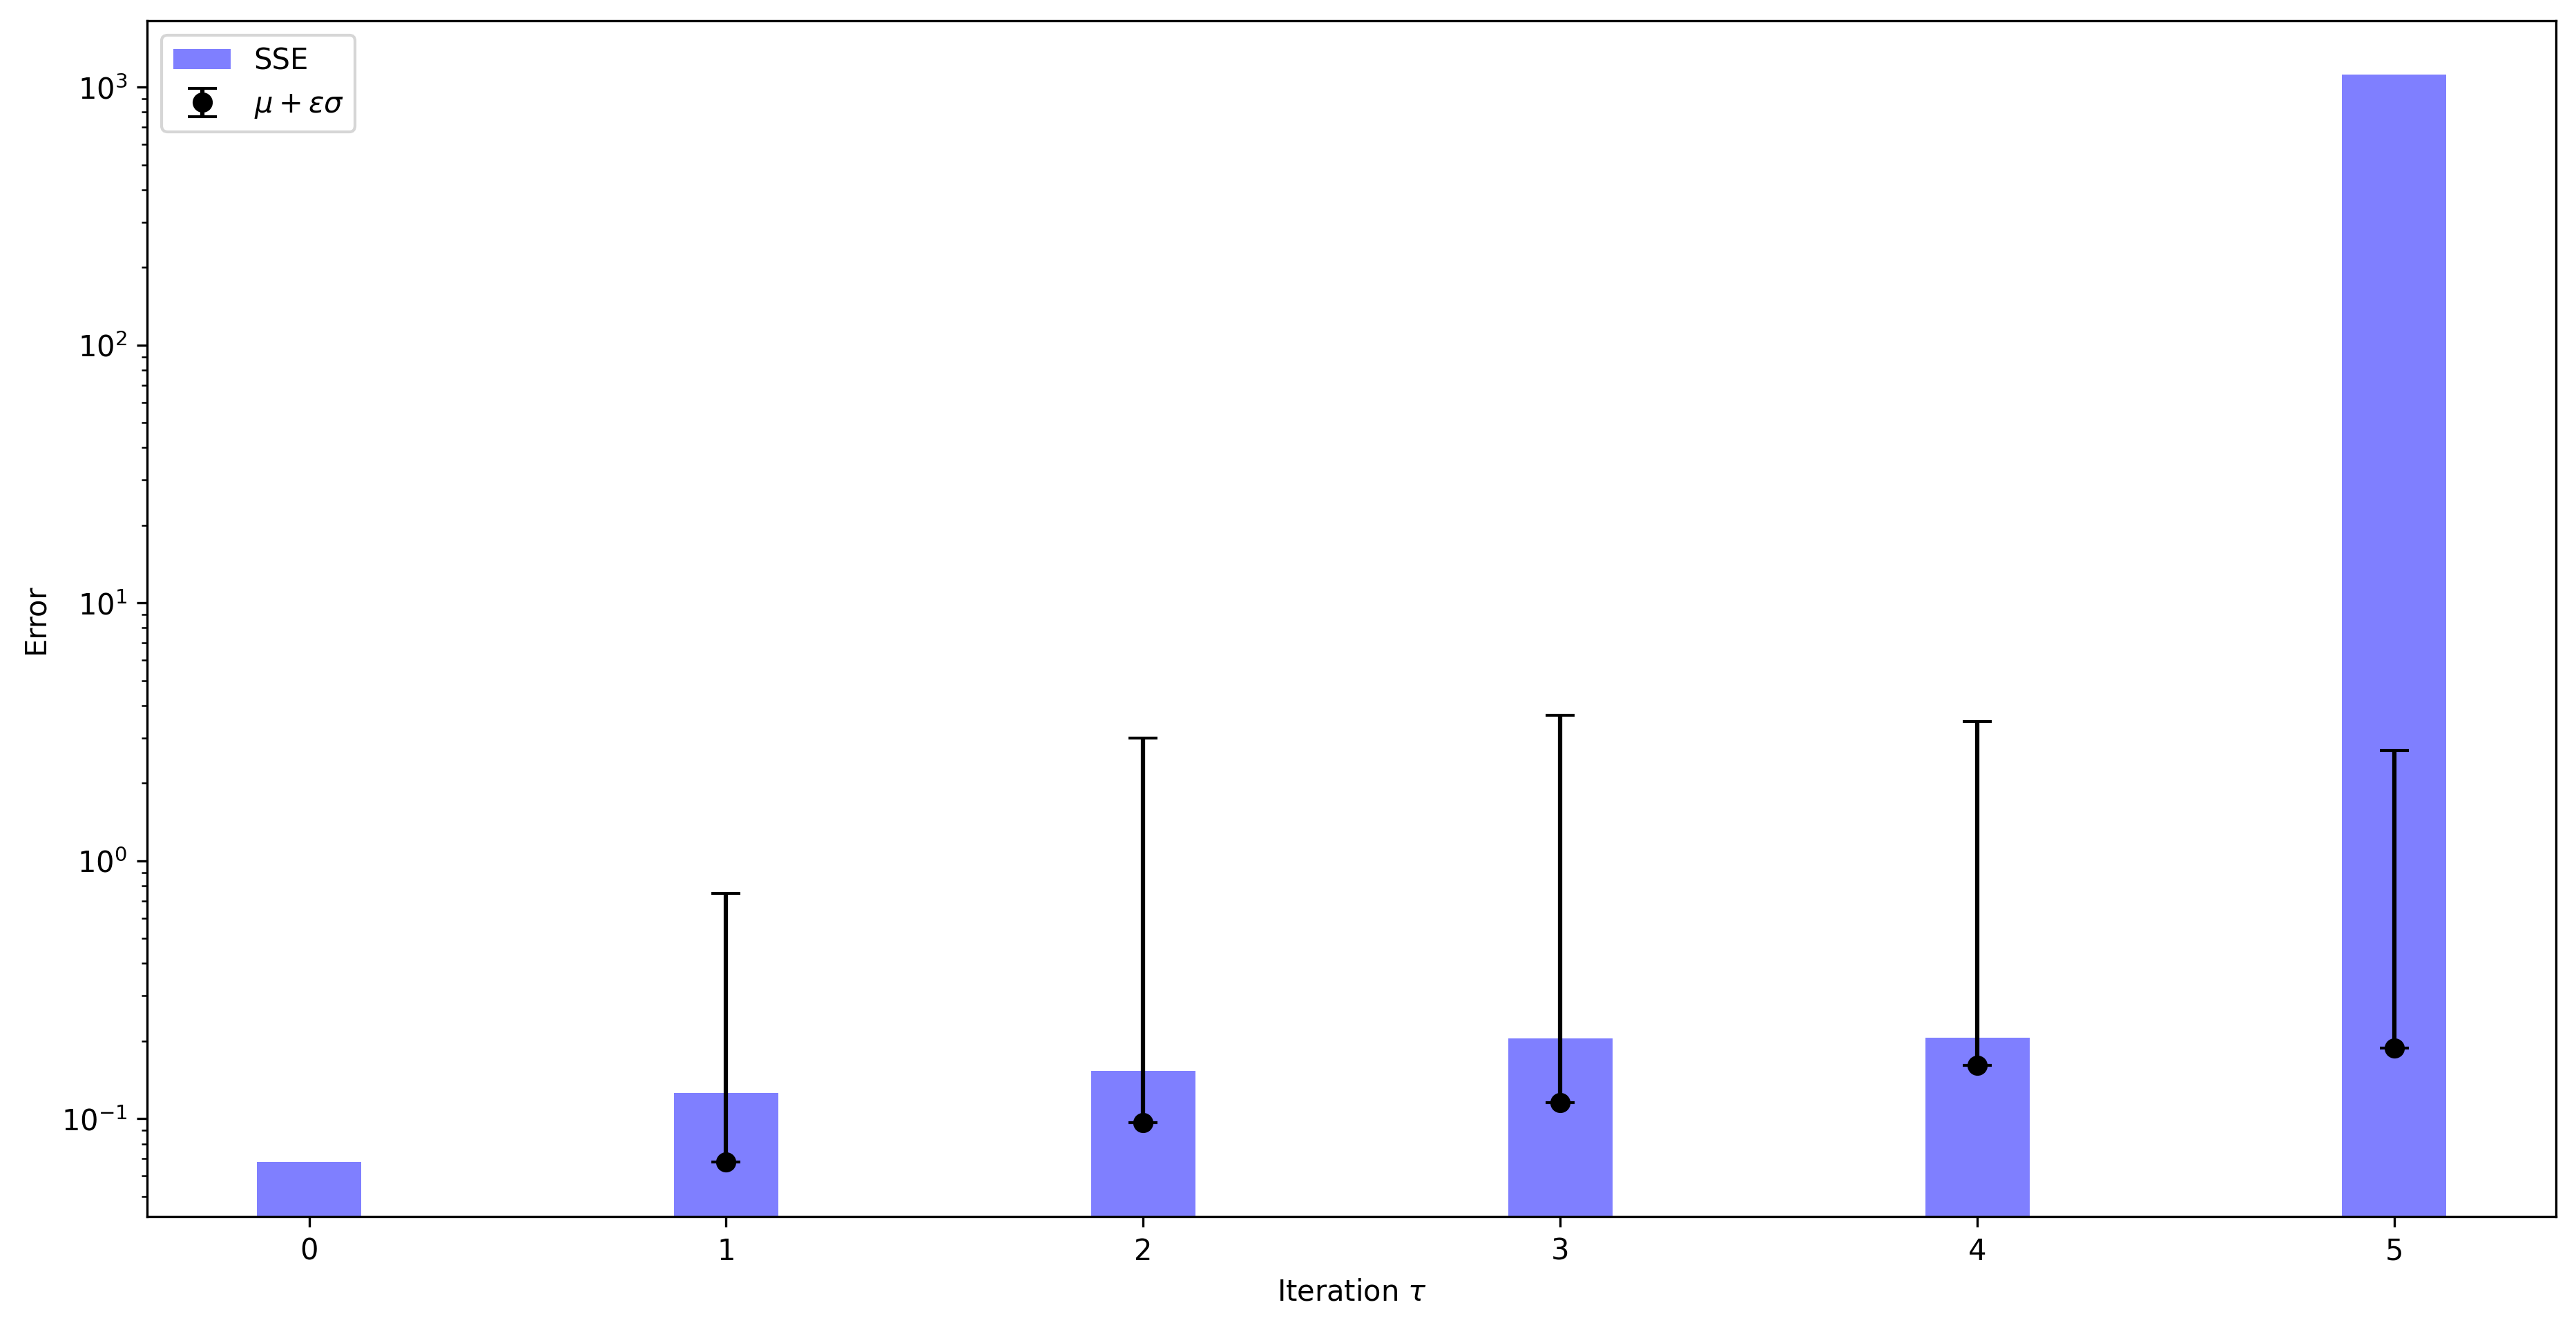 SSE
μ + εσ
10³
10²
10¹
10⁰
10⁻¹
Error
0 1 2 3 4 5
Iteration τ